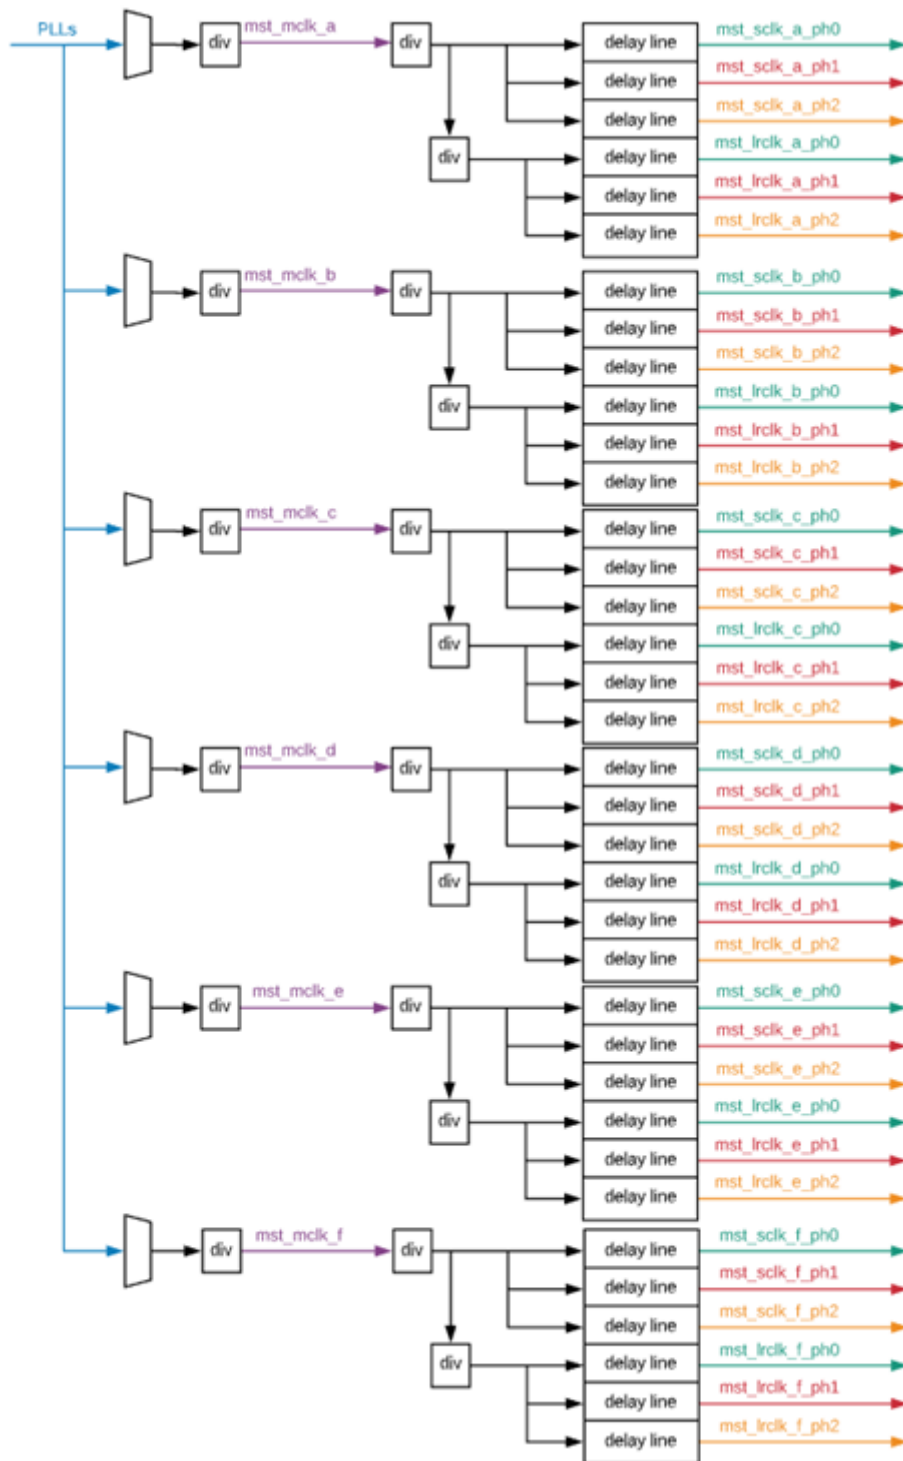 PLLs
div mst_mclk_a div delay line mst_sclk_a_ph0
delay line mst_sclk_a_ph1
delay line mst_sclk_a_ph2
div delay line mst_lrclk_a_ph0
delay line mst_lrclk_a_ph1
delay line mst_lrclk_a_ph2
div mst_mclk_b div delay line mst_sclk_b_ph0
delay line mst_sclk_b_ph1
delay line mst_sclk_b_ph2
div delay line mst_lrclk_b_ph0
delay line mst_lrclk_b_ph1
delay line mst_lrclk_b_ph2
div mst_mclk_c div delay line mst_sclk_c_ph0
delay line mst_sclk_c_ph1
delay line mst_sclk_c_ph2
div delay line mst_lrclk_c_ph0
delay line mst_lrclk_c_ph1
delay line mst_lrclk_c_ph2
div mst_mclk_d div delay line mst_sclk_d_ph0
delay line mst_sclk_d_ph1
delay line mst_sclk_d_ph2
div delay line mst_lrclk_d_ph0
delay line mst_lrclk_d_ph1
delay line mst_lrclk_d_ph2
div mst_mclk_e div delay line mst_sclk_e_ph0
delay line mst_sclk_e_ph1
delay line mst_sclk_e_ph2
div delay line mst_lrclk_e_ph0
delay line mst_lrclk_e_ph1
delay line mst_lrclk_e_ph2
div mst_mclk_f div delay line mst_sclk_f_ph0
delay line mst_sclk_f_ph1
delay line mst_sclk_f_ph2
div delay line mst_lrclk_f_ph0
delay line mst_lrclk_f_ph1
delay line mst_lrclk_f_ph2